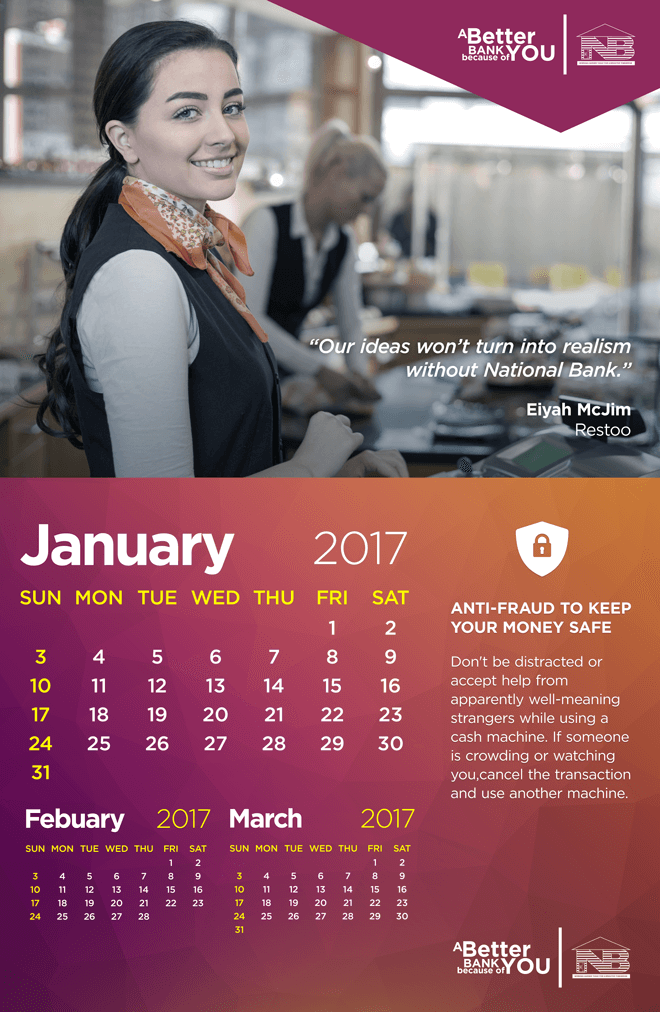 A Better
BANK
because of YOU
NB
“Our ideas won’t turn into realism
without National Bank.”
Eiyah McJim
Restoo
January 2017
SUN MON TUE WED THU FRI SAT
1 2
3 4 5 6 7 8 9
10 11 12 13 14 15 16
17 18 19 20 21 22 23
24 25 26 27 28 29 30
31
ANTI-FRAUD TO KEEP
YOUR MONEY SAFE
Don't be distracted or
accept help from
apparently well-meaning
strangers while using a
cash machine. If someone
is crowding or watching
you,cancel the transaction
and use another machine.
Febuary 2017
SUN MON TUE WED THU FRI SAT
1 2
3 4 5 6 7 8 9
10 11 12 13 14 15 16
17 18 19 20 21 22 23
24 25 26 27 28
March 2017
SUN MON TUE WED THU FRI SAT
1 2
3 4 5 6 7 8 9
10 11 12 13 14 15 16
17 18 19 20 21 22 23
24 25 26 27 28 29 30
31
A Better
BANK
because of YOU
NB